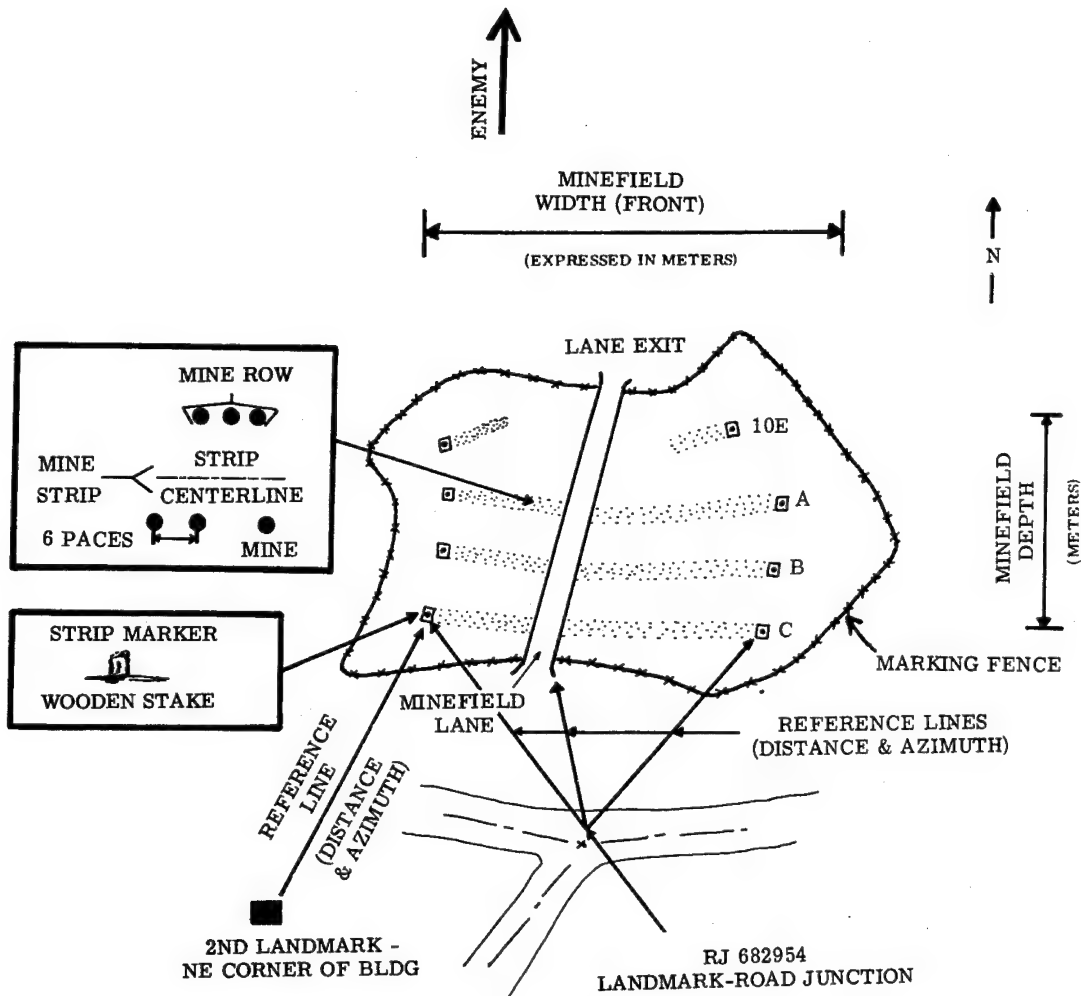 ENEMY
MINEFIELD
WIDTH (FRONT)
(EXPRESSED IN METERS)
N
LANE EXIT
MINE ROW
MINE
STRIP
STRIP
CENTERLINE
6 PACES
MINE
10E
A
B
C
MINEFIELD
DEPTH
(METERS)
STRIP MARKER
WOODEN STAKE
MARKING FENCE
MINEFIELD
LANE
REFERENCE LINES
(DISTANCE & AZIMUTH)
REFERENCE
LINE
(DISTANCE
& AZIMUTH)
2ND LANDMARK -
NE CORNER OF BLDG
RJ 682954
LANDMARK-ROAD JUNCTION